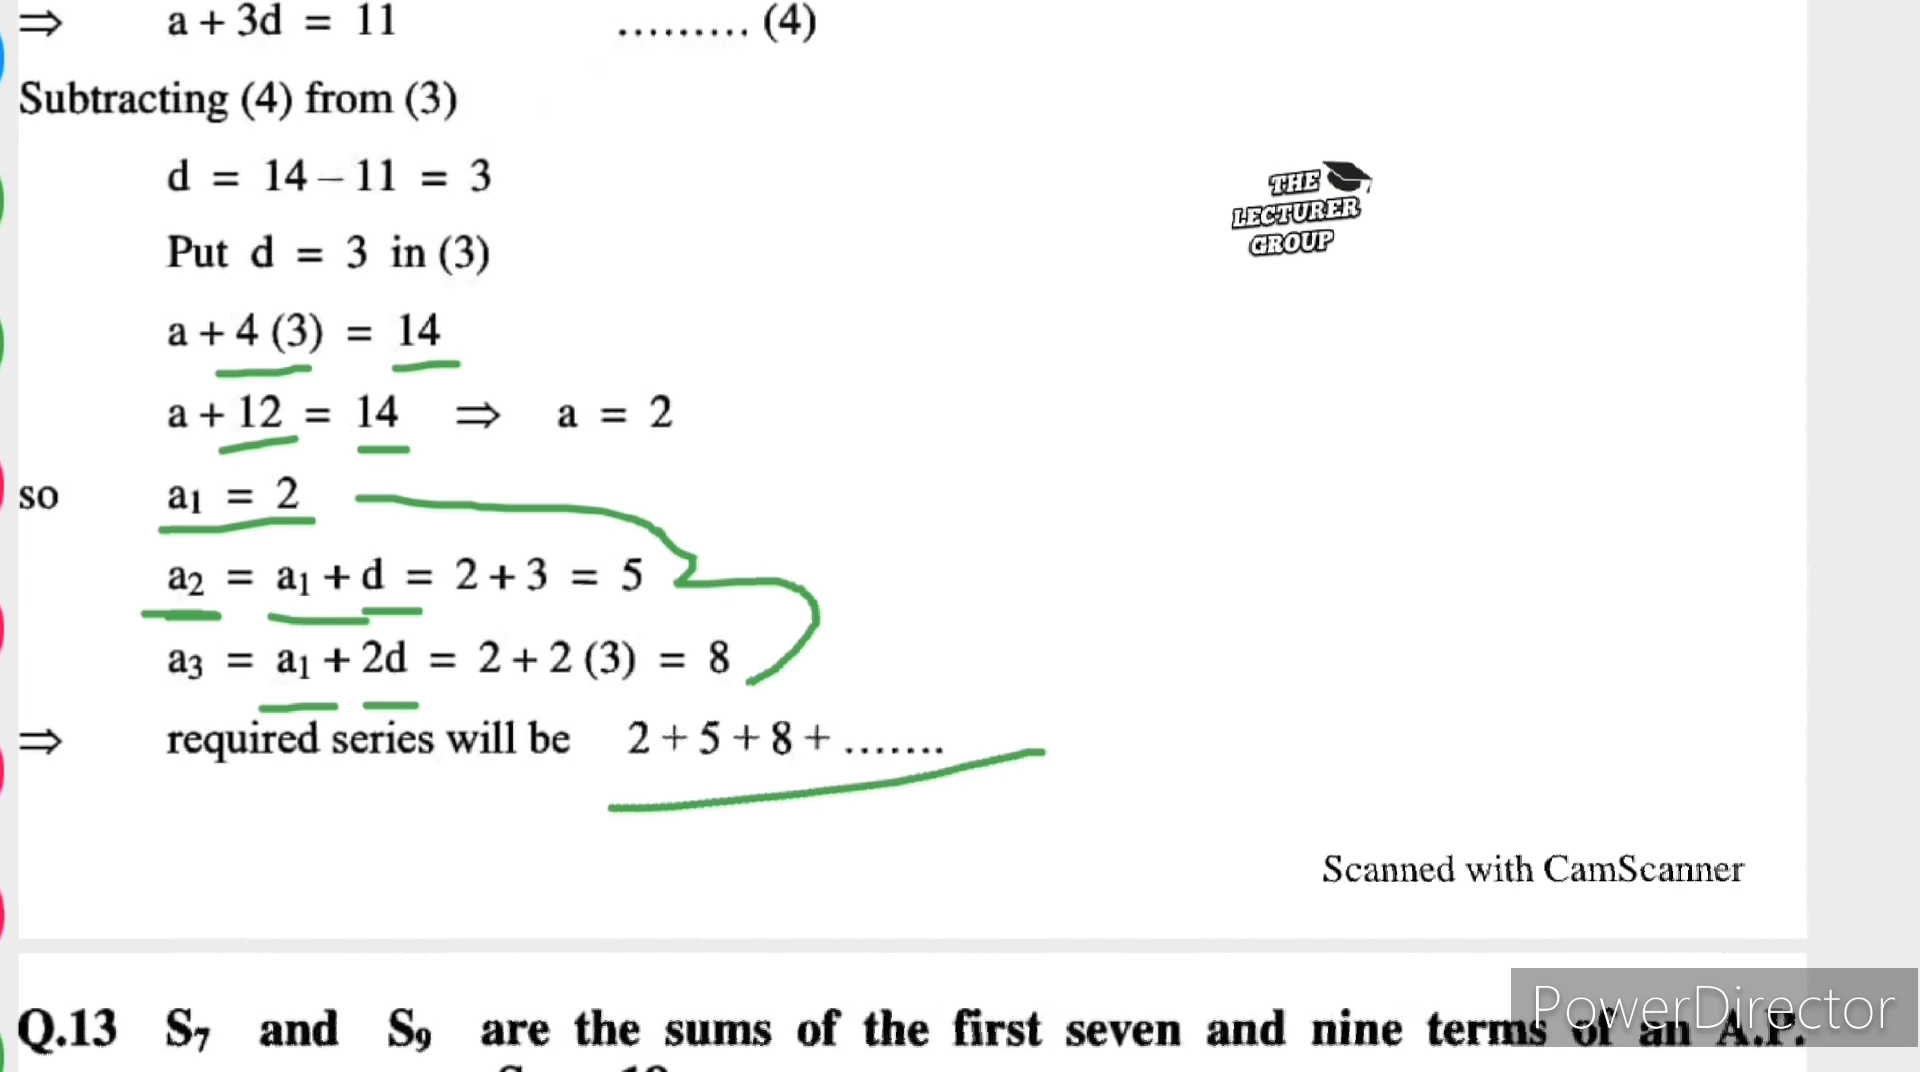 ⇒ a + 3d = 11 ......... (4)
Subtracting (4) from (3)
d = 14 – 11 = 3
Put d = 3 in (3)
THE
LECTURER
GROUP
a + 4 (3) = 14
a + 12 = 14 ⇒ a = 2
so a₁ = 2
a₂ = a₁ + d = 2 + 3 = 5
a₃ = a₁ + 2d = 2 + 2 (3) = 8
⇒ required series will be 2 + 5 + 8 + .......
Scanned with CamScanner
Q.13 S₇ and S₉ are the sums of the first seven and nine terms of an A.P.
PowerDirector